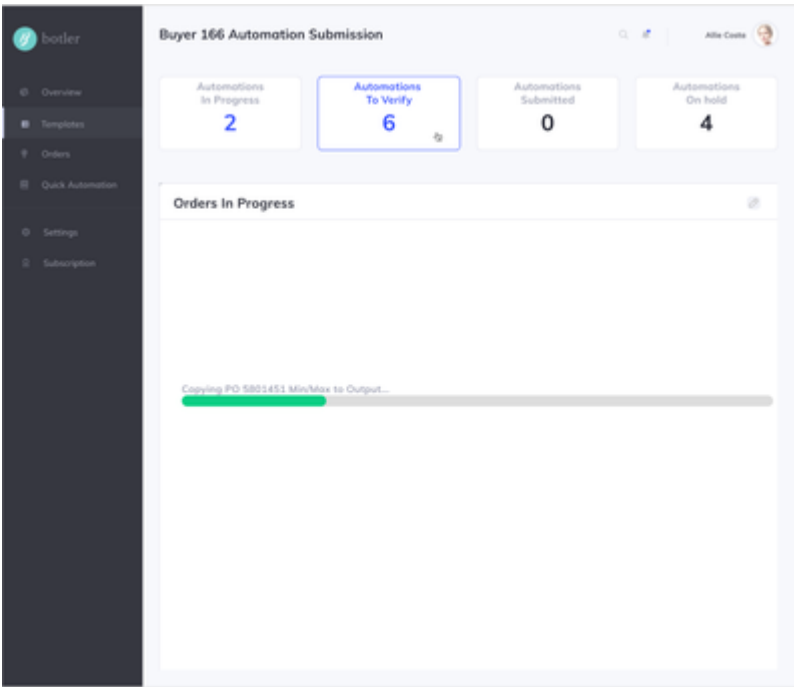 botler
Overview
Templates
Orders
Quick Automation
Settings
Subscription
Buyer 166 Automation Submission
Allie Costa
Automations
In Progress
2
Automations
To Verify
6
Automations
Submitted
0
Automations
On hold
4
Orders In Progress
Copying PO 5801451 Min/Max to Output...